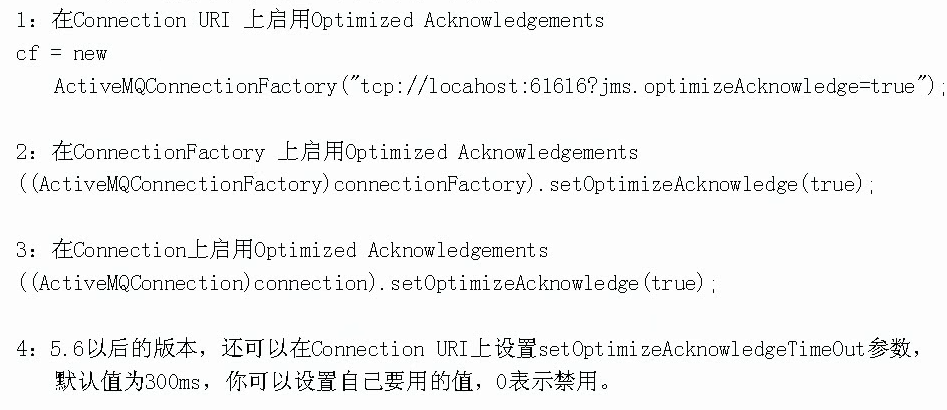 1：在Connection URI 上启用Optimized Acknowledgements
cf = new
ActiveMQConnectionFactory("tcp://locahost:61616?jms.optimizeAcknowledge=true");
2：在ConnectionFactory 上启用Optimized Acknowledgements
((ActiveMQConnectionFactory)connectionFactory).setOptimizeAcknowledge(true);
3：在Connection上启用Optimized Acknowledgements
((ActiveMQConnection)connection).setOptimizeAcknowledge(true);
4：5.6以后的版本，还可以在Connection URI上设置setOptimizeAcknowledgeTimeOut参数，
默认值为300ms，你可以设置自己要用的值，0表示禁用。